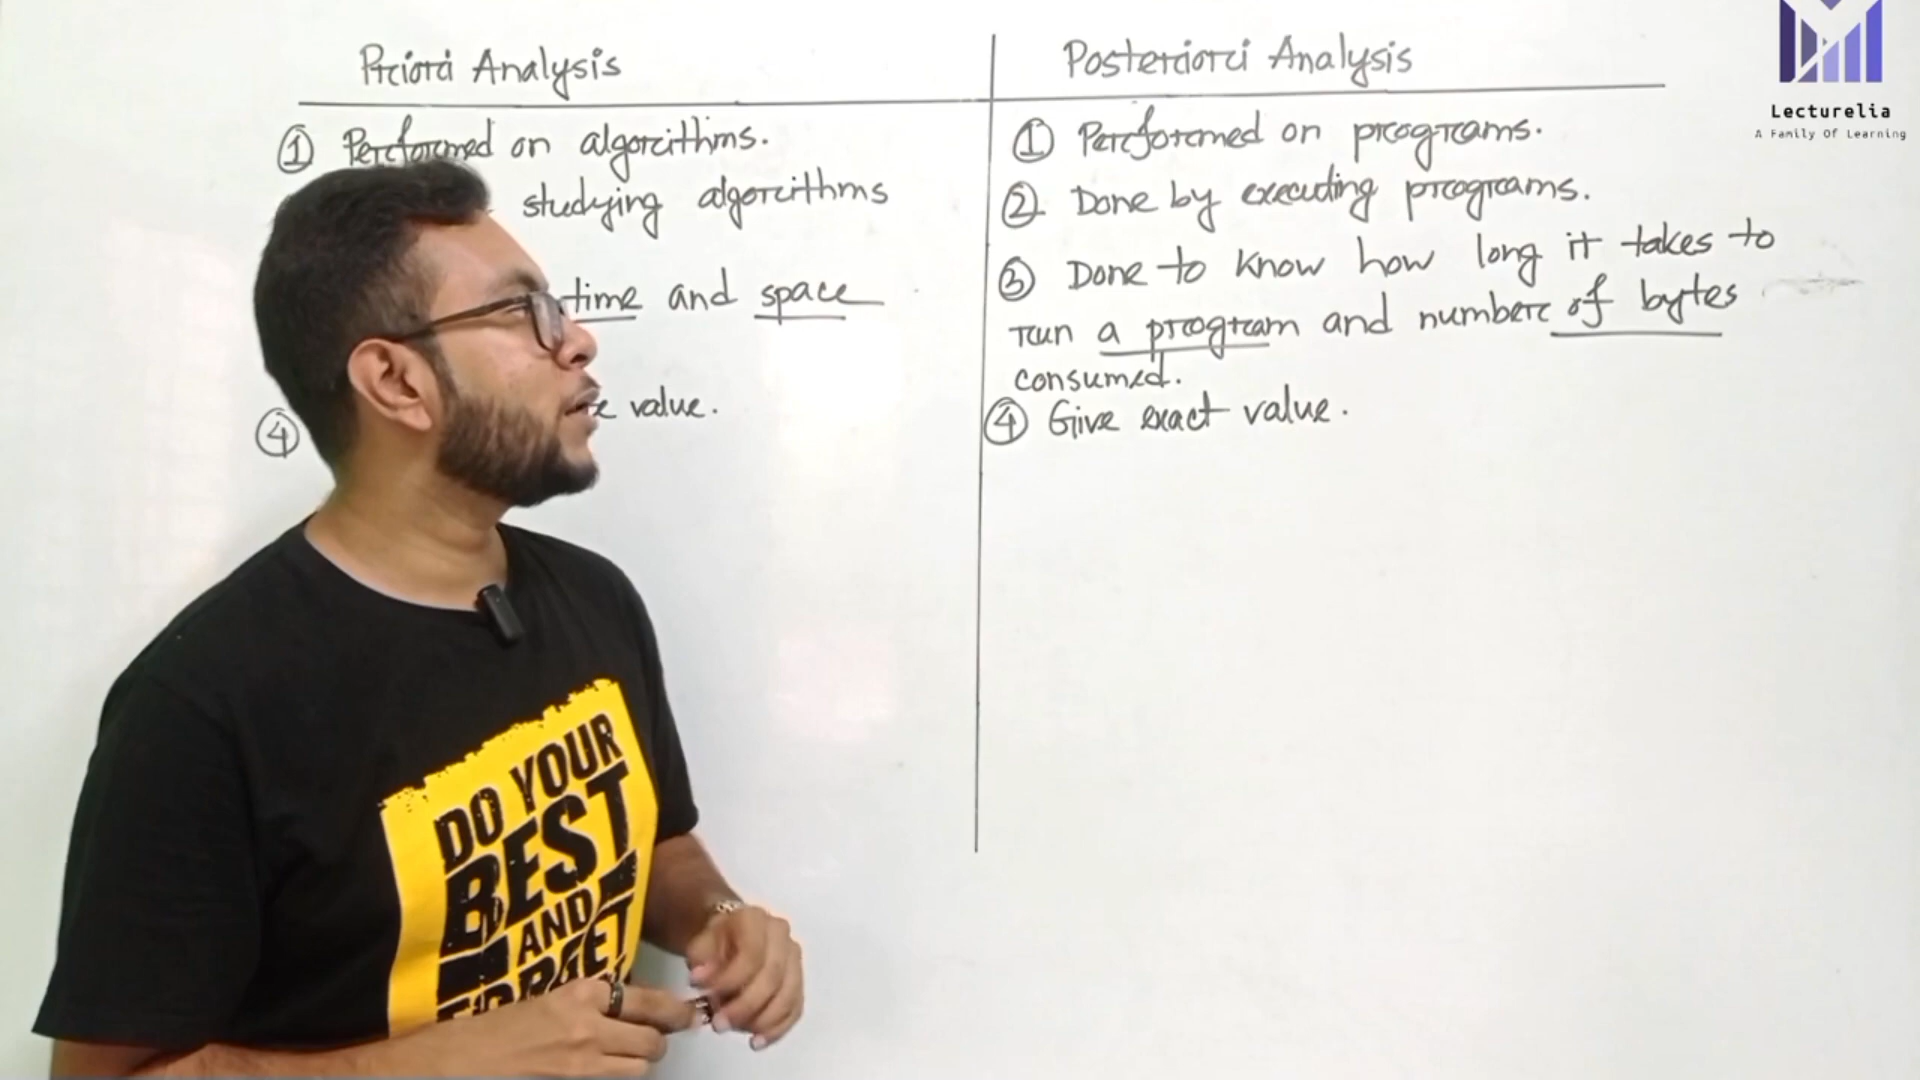 Priori Analysis
① Performed on algorithms.
studying algorithms
time and space
④ value.
Posteriori Analysis
① Performed on programs.
② Done by executing programs.
③ Done to know how long it takes to
run a program and number of bytes
consumed.
④ Give exact value.
Lecturelia
A Family Of Learning
DO YOUR
BEST
AND
FORGET